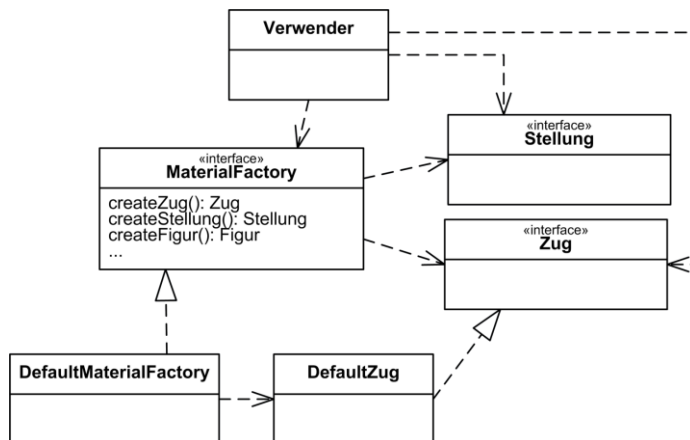 Verwender
«interface»
MaterialFactory
createZug(): Zug
createStellung(): Stellung
createFigur(): Figur
...
«interface»
Stellung
«interface»
Zug
DefaultMaterialFactory
DefaultZug